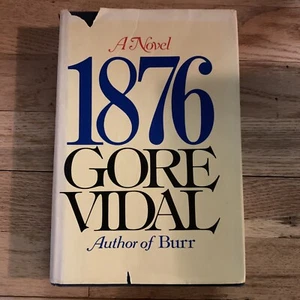 A Novel
1876
GORE
VIDAL
Author of Burr